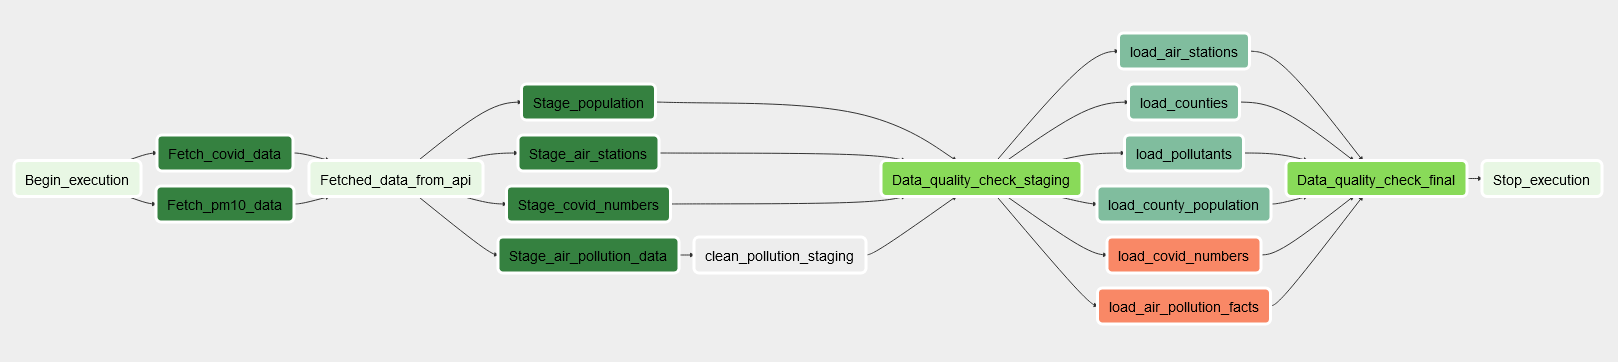 Begin_execution
Fetch_covid_data
Fetch_pm10_data
Fetched_data_from_api
Stage_population
Stage_air_stations
Stage_covid_numbers
Stage_air_pollution_data
clean_pollution_staging
Data_quality_check_staging
load_air_stations
load_counties
load_pollutants
load_county_population
load_covid_numbers
load_air_pollution_facts
Data_quality_check_final
Stop_execution